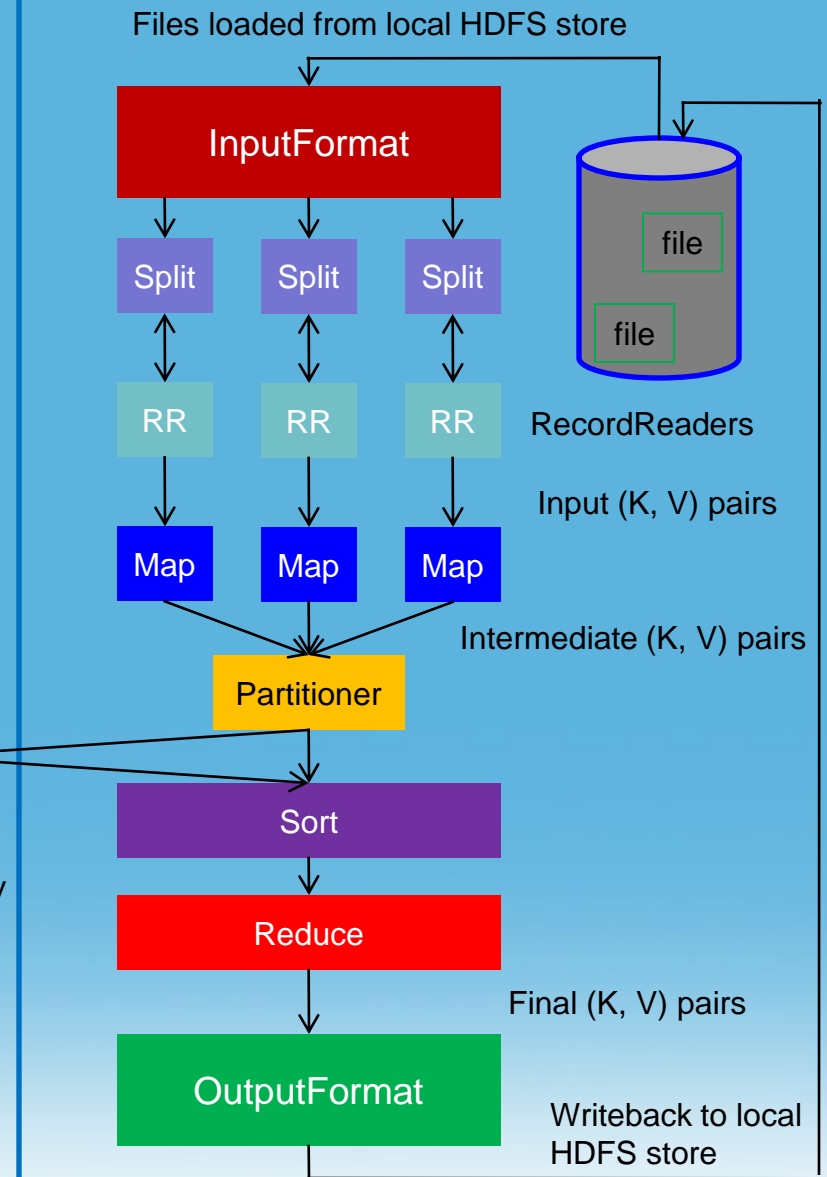 Files loaded from local HDFS store
InputFormat
file
Split Split Split
file
RR RR RR
RecordReaders
Input (K, V) pairs
Map Map Map
Intermediate (K, V) pairs
Partitioner
Sort
Reduce
Final (K, V) pairs
OutputFormat
Writeback to local
HDFS store